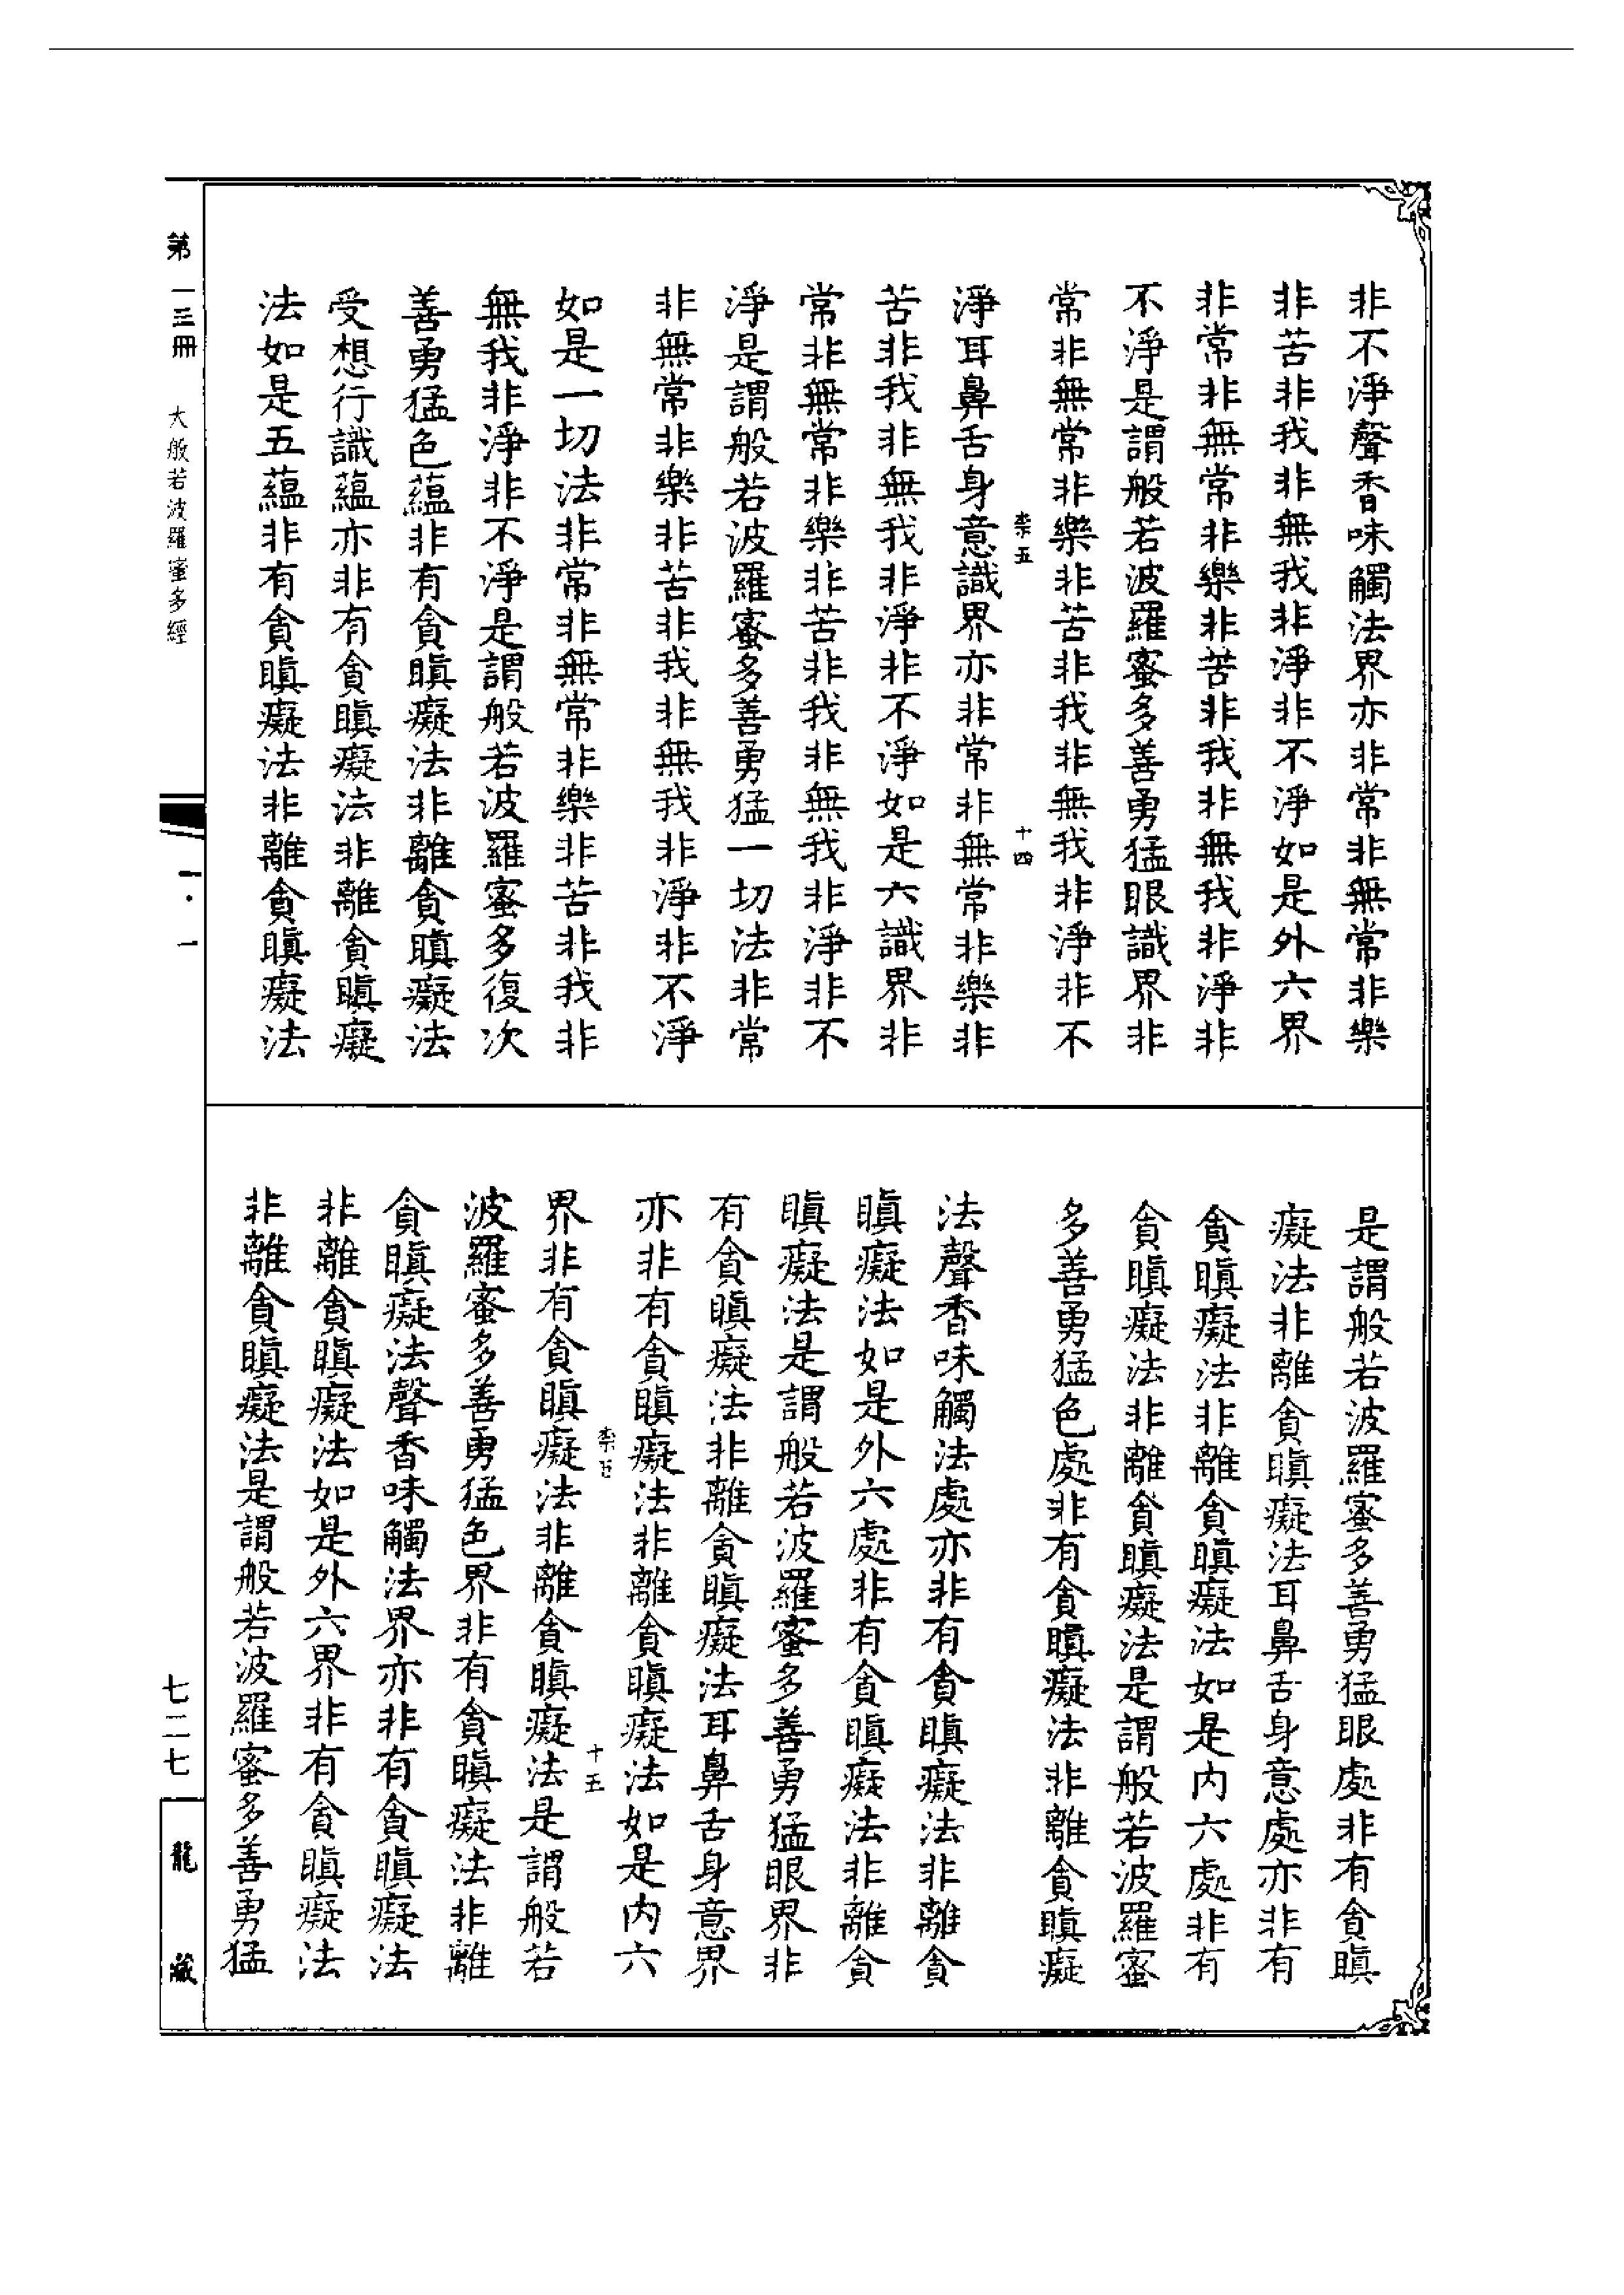 非不淨聲香味觸法界亦非常非無常非樂
非苦非我非無我非淨非不淨如是外六界
非常非無常非樂非苦非我非無我非淨非
不淨是謂般若波羅蜜多善勇猛眼識界非
常非無常非樂非苦非我非無我非淨非不
柰五 十四
淨耳鼻舌身意識界亦非常非無常非樂非
苦非我非無我非淨非不淨如是六識界非
常非無常非樂非苦非我非無我非淨非不
淨是謂般若波羅蜜多善勇猛一切法非常
非無常非樂非苦非我非無我非淨非不淨
如是一切法非常非無常非樂非苦非我非
無我非淨非不淨是謂般若波羅蜜多復次
善勇猛色蘊非有貪瞋癡法非離貪瞋癡法
受想行識蘊亦非有貪瞋癡法非離貪瞋癡
法如是五蘊非有貪瞋癡法非離貪瞋癡法
是謂般若波羅蜜多善勇猛眼處非有貪瞋
癡法非離貪瞋癡法耳鼻舌身意處亦非有
貪瞋癡法非離貪瞋癡法如是內六處非有
貪瞋癡法非離貪瞋癡法是謂般若波羅蜜
多善勇猛色處非有貪瞋癡法非離貪瞋癡
法聲香味觸法處亦非有貪瞋癡法非離貪
瞋癡法如是外六處非有貪瞋癡法非離貪
瞋癡法是謂般若波羅蜜多善勇猛眼界非
有貪瞋癡法非離貪瞋癡法耳鼻舌身意界
亦非有貪瞋癡法非離貪瞋癡法如是內六
柰五 十五
界非有貪瞋癡法非離貪瞋癡法是謂般若
波羅蜜多善勇猛色界非有貪瞋癡法非離
貪瞋癡法聲香味觸法界亦非有貪瞋癡法
非離貪瞋癡法如是外六界非有貪瞋癡法
非離貪瞋癡法是謂般若波羅蜜多善勇猛
第一三冊 大般若波羅蜜多經 一·一 七二七 龍藏